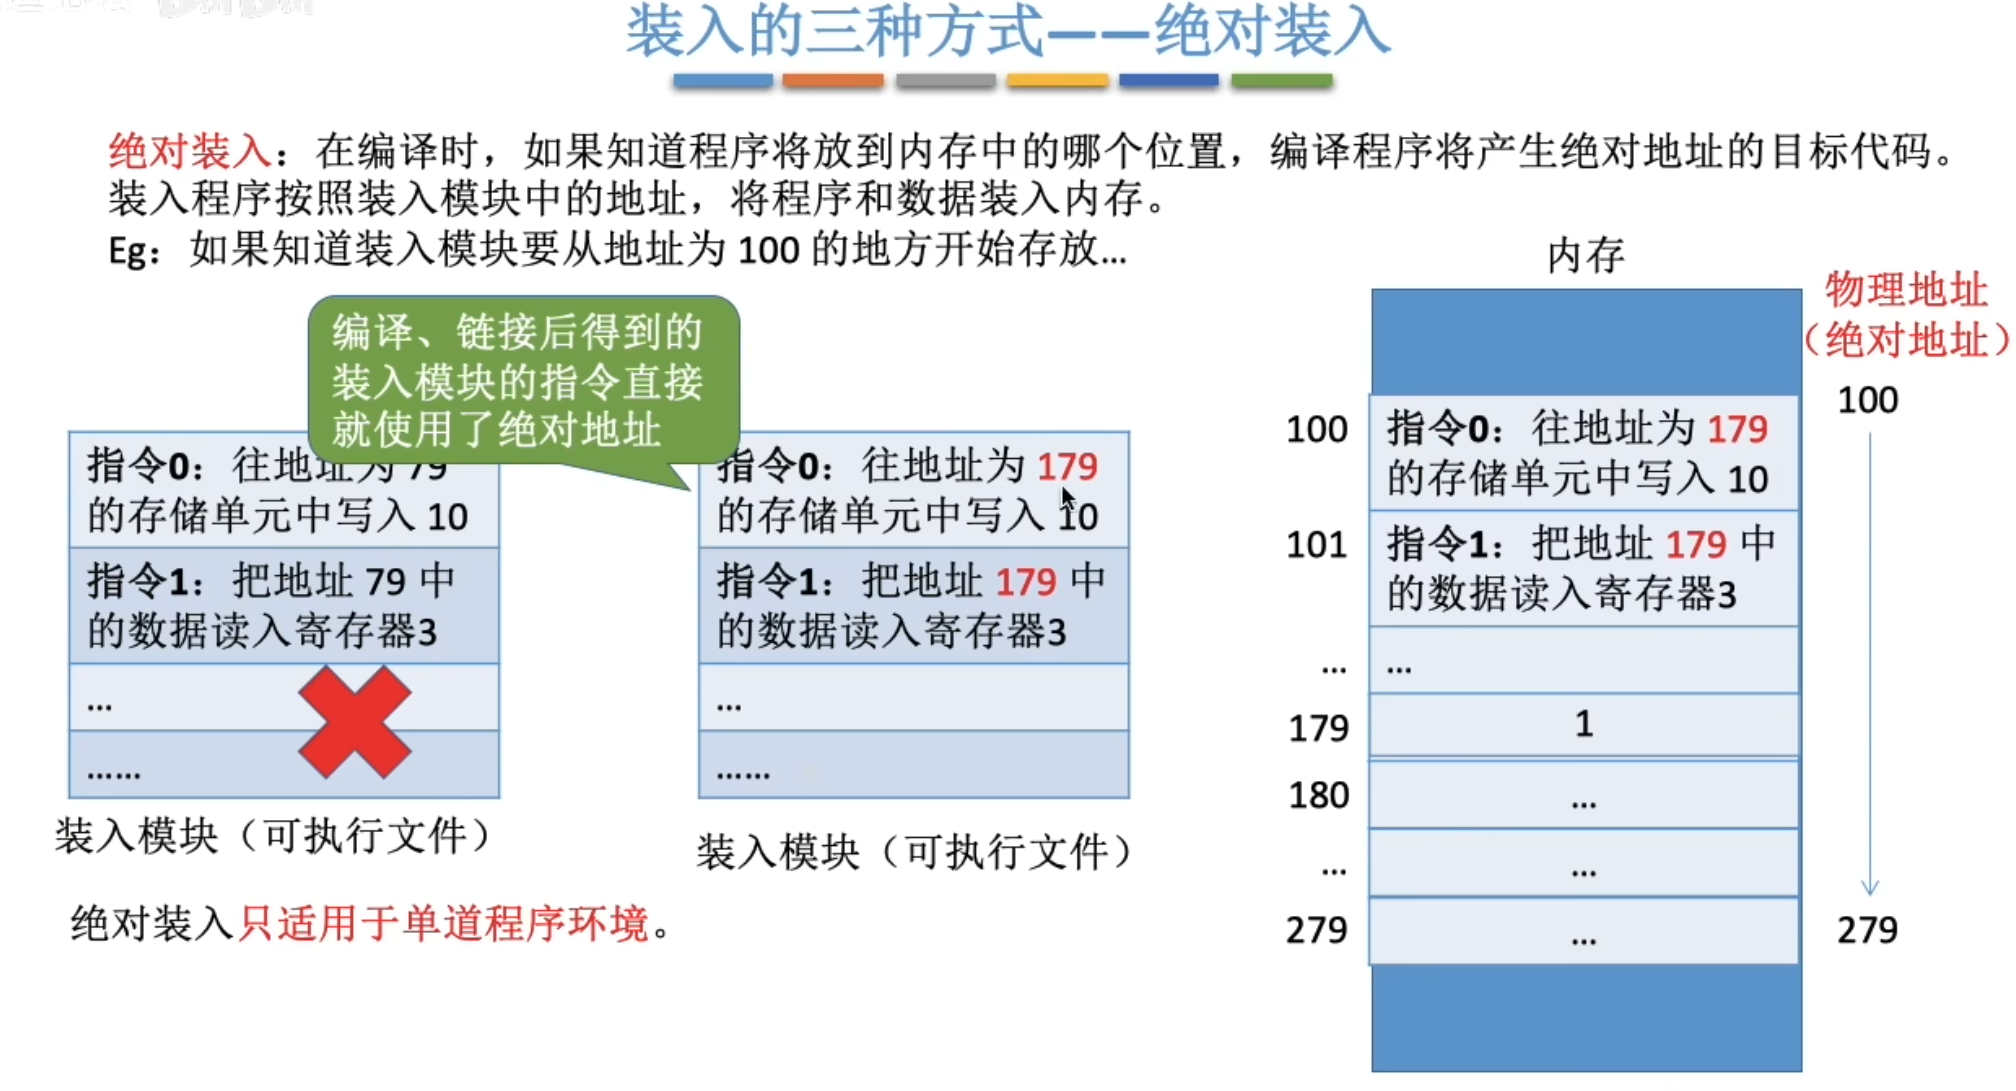 装入的三种方式——绝对装入
绝对装入：在编译时，如果知道程序将放到内存中的哪个位置，编译程序将产生绝对地址的目标代码。
装入程序按照装入模块中的地址，将程序和数据装入内存。
Eg：如果知道装入模块要从地址为 100 的地方开始存放...
编译、链接后得到的
装入模块的指令直接
就使用了绝对地址
指令0：往地址为 79
的存储单元中写入 10
指令1：把地址 79 中
的数据读入寄存器3
...
......
装入模块（可执行文件）
指令0：往地址为 179
的存储单元中写入 10
指令1：把地址 179 中
的数据读入寄存器3
...
......
装入模块（可执行文件）
绝对装入只适用于单道程序环境。
内存
物理地址
（绝对地址）
100
100
指令0：往地址为 179
的存储单元中写入 10
101
指令1：把地址 179 中
的数据读入寄存器3
... ...
179 1
180 ...
... ...
279 ...
279